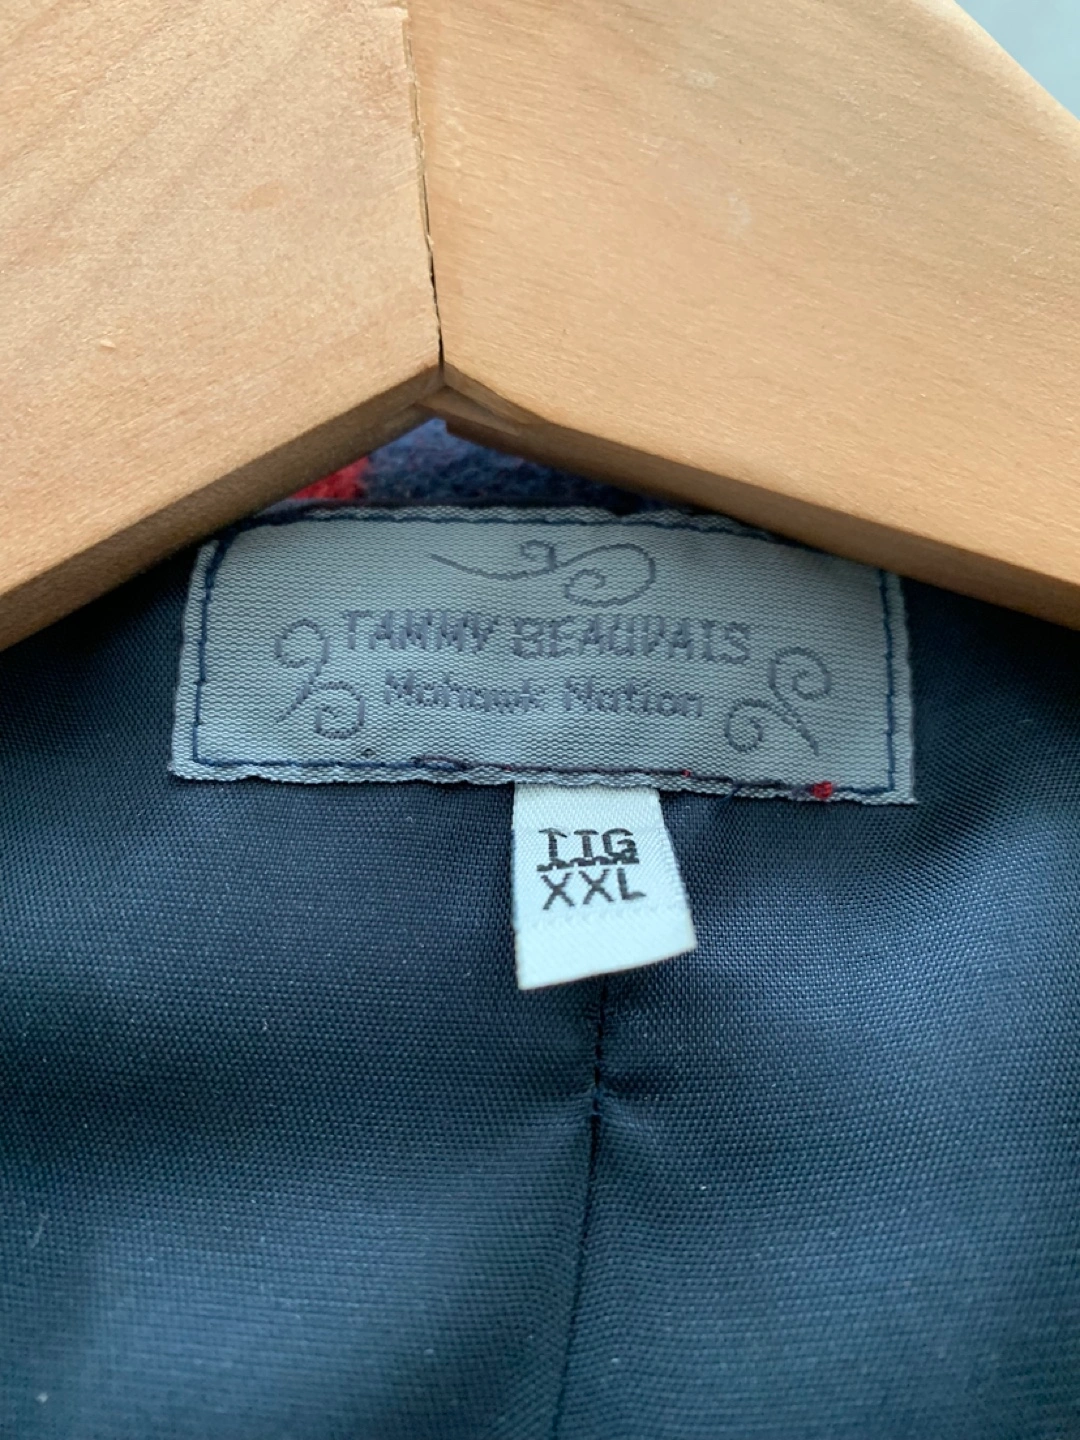 TAMMY BEAUVAIS
Mohawk Nation
TTG
XXL